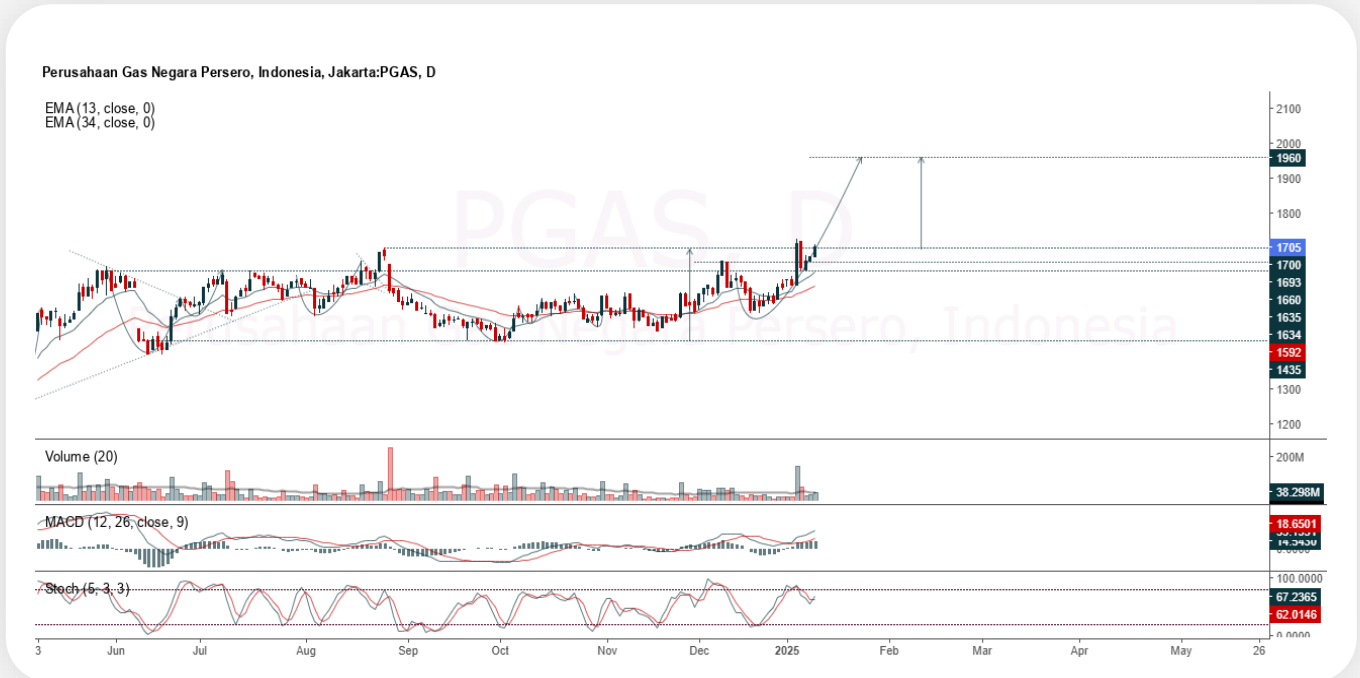 Perusahaan Gas Negara Persero, Indonesia, Jakarta:PGAS, D
EMA (13, close, 0)
EMA (34, close, 0)
PGAS, D
Perusahaan Gas Negara Persero, Indonesia
2100
2000
1960
1900
1800
1705
1700
1693
1660
1635
1634
1592
1435
1300
1200
Volume (20)
200M
38.298M
MACD (12, 26, close, 9)
18.6501
0.0000
Stoch (5, 3, 3)
100.0000
67.2365
62.0146
0.0000
3 Jun Jul Aug Sep Oct Nov Dec 2025 Feb Mar Apr May 26